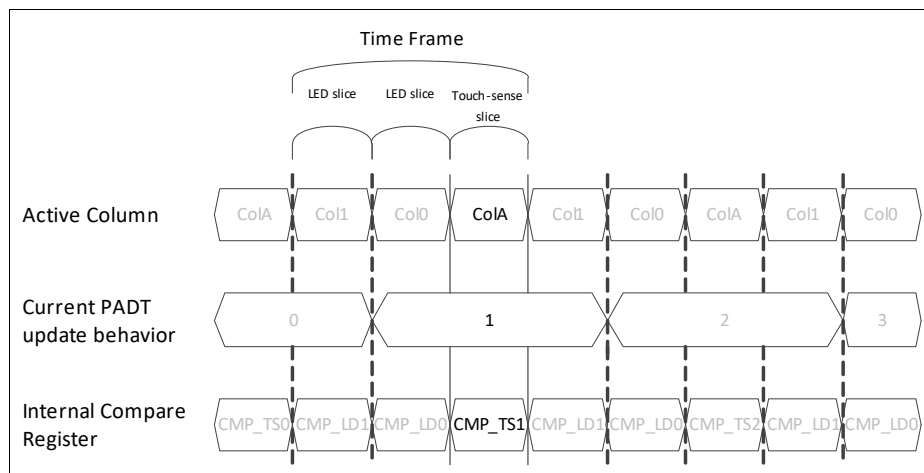 Time Frame
LED slice LED slice Touch-sense slice
Active Column ColA Col1 Col0 ColA Col1 Col0 ColA Col1 Col0
Current PADT update behavior 0 1 2 3
Internal Compare Register CMP_TS0 CMP_LD1 CMP_LD0 CMP_TS1 CMP_LD1 CMP_LD0 CMP_TS2 CMP_LD1 CMP_LD0